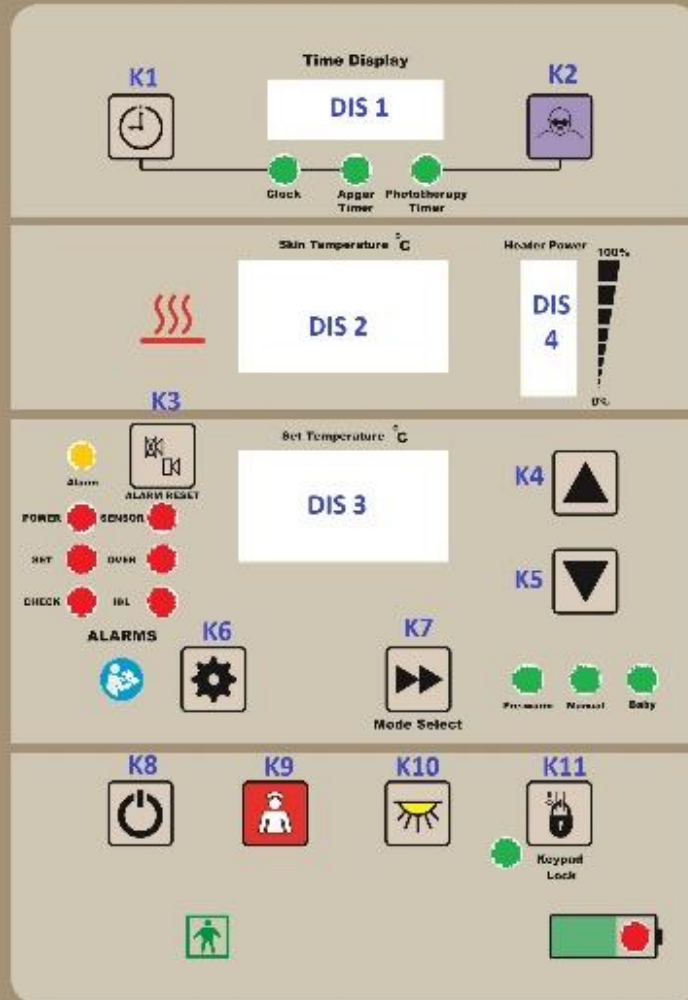 Time Display
K1
K2
DIS 1
Clock
Apgar Timer
Phototherapy Timer
Skin Temperature °C
Heater Power
100%
DIS 2
DIS 4
0%
K3
Set Temperature °C
Alarm
ALARM RESET
K4
DIS 3
POWER
SENSOR
SET
OVER
K5
CHECK
ALARMS
K6
K7
Mode Select
Manual
Baby
K8
K9
K10
K11
Keypad Lock